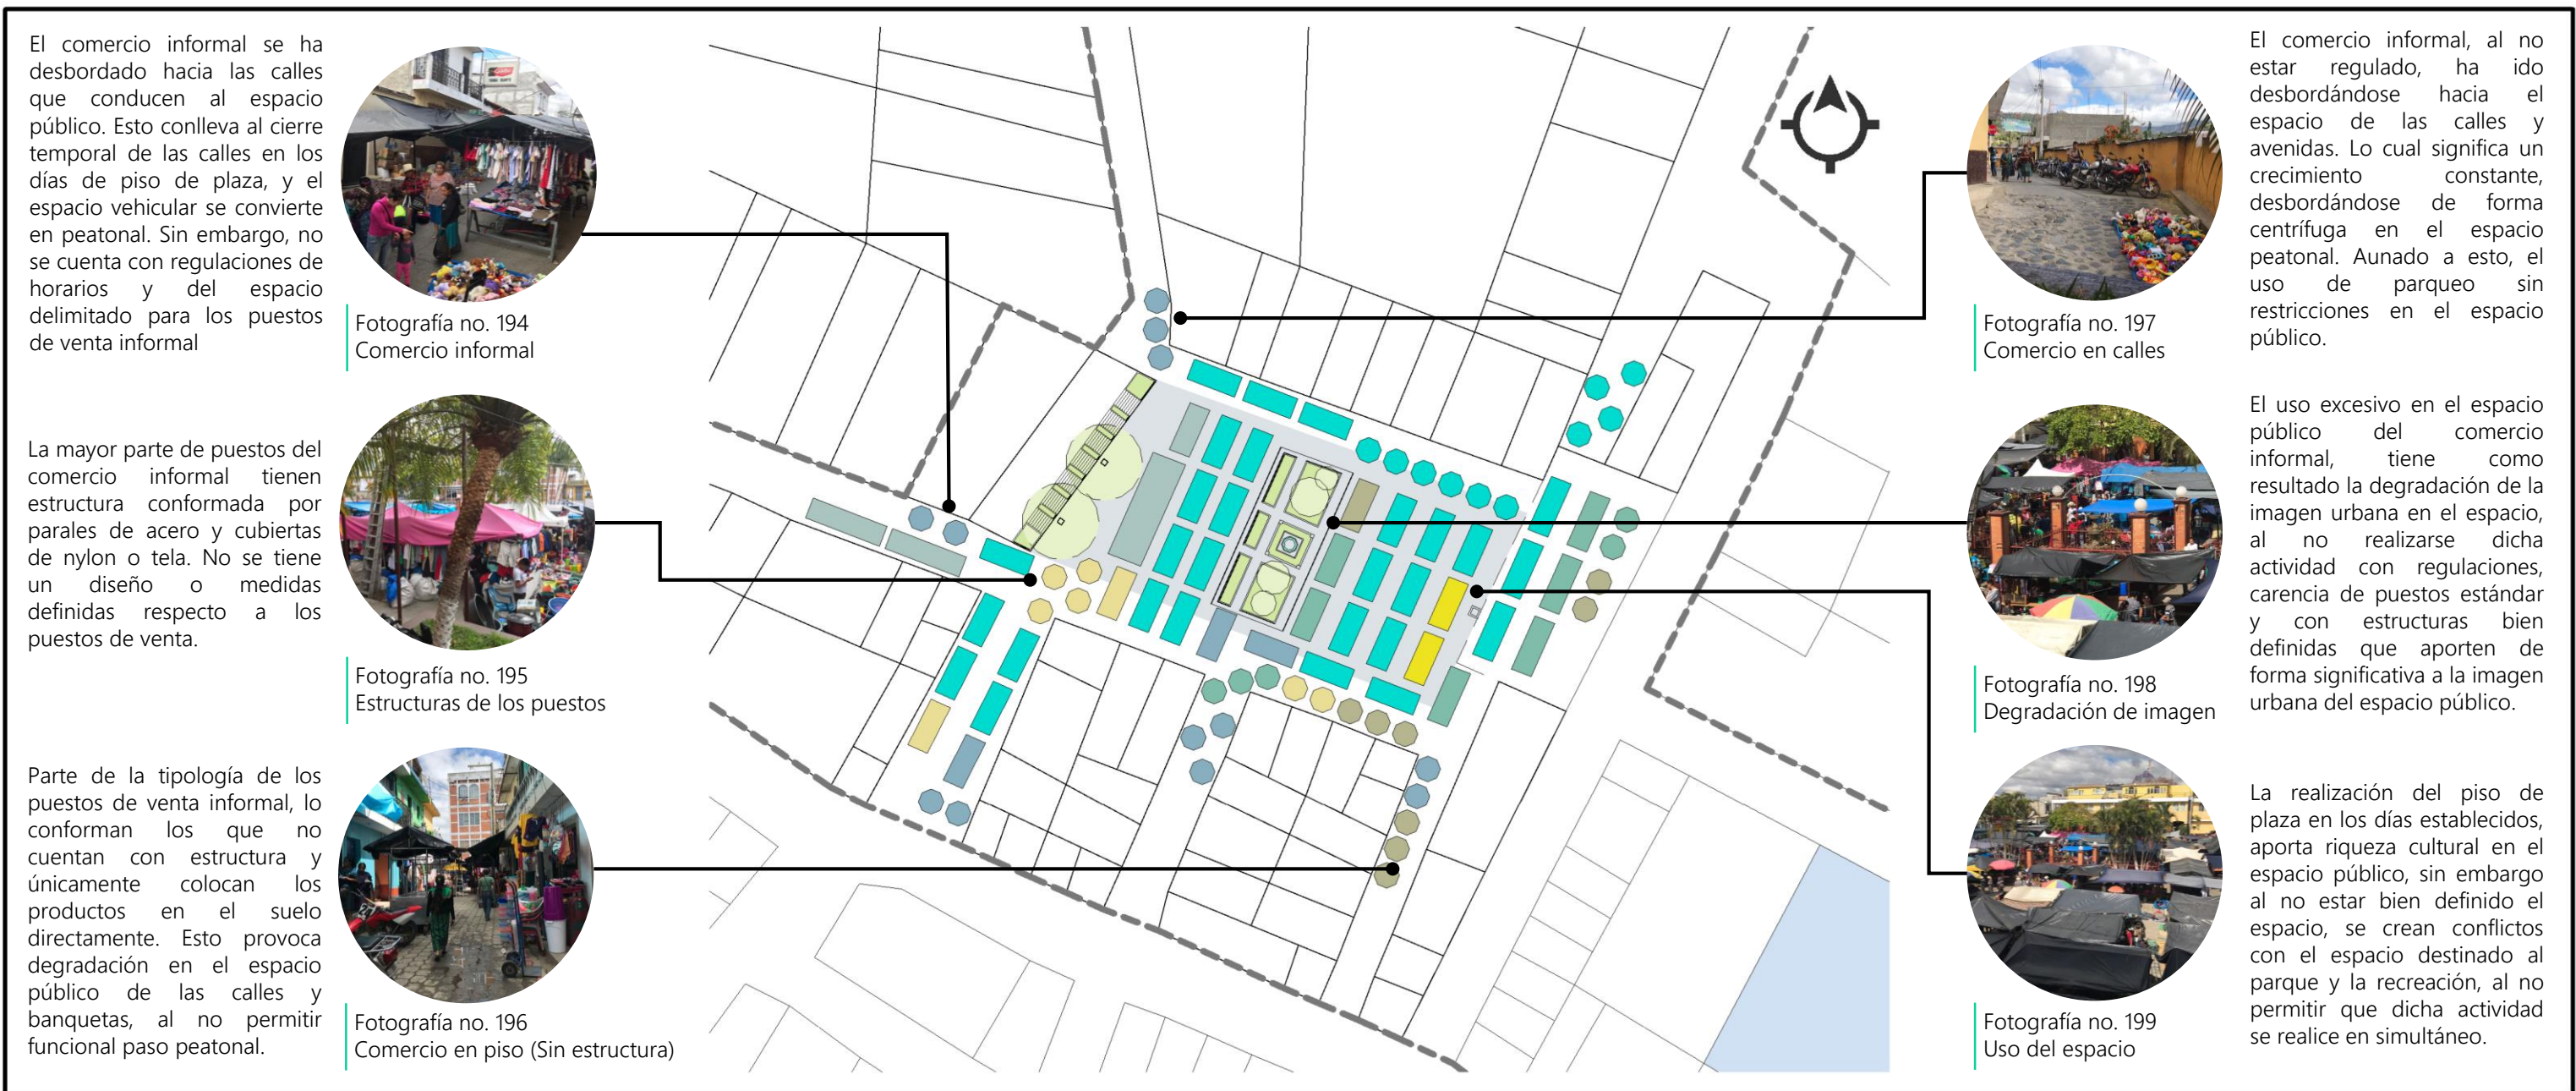 El comercio informal se ha
desbordado hacia las calles
que conducen al espacio
público. Esto conlleva al cierre
temporal de las calles en los
días de piso de plaza, y el
espacio vehicular se convierte
en peatonal. Sin embargo, no
se cuenta con regulaciones de
horarios y del espacio
delimitado para los puestos
de venta informal
Fotografía no. 194
Comercio informal
La mayor parte de puestos del
comercio informal tienen
estructura conformada por
parales de acero y cubiertas
de nylon o tela. No se tiene
un diseño o medidas
definidas respecto a los
puestos de venta.
Fotografía no. 195
Estructuras de los puestos
Parte de la tipología de los
puestos de venta informal, lo
conforman los que no
cuentan con estructura y
únicamente colocan los
productos en el suelo
directamente. Esto provoca
degradación en el espacio
público de las calles y
banquetas, al no permitir
funcional paso peatonal.
Fotografía no. 196
Comercio en piso (Sin estructura)
El comercio informal, al no
estar regulado, ha ido
desbordándose hacia el
espacio de las calles y
avenidas. Lo cual significa un
crecimiento constante,
desbordándose de forma
centrífuga en el espacio
peatonal. Aunado a esto, el
uso de parqueo sin
restricciones en el espacio
público.
Fotografía no. 197
Comercio en calles
El uso excesivo en el espacio
público del comercio
informal, tiene como
resultado la degradación de la
imagen urbana en el espacio,
al no realizarse dicha
actividad con regulaciones,
carencia de puestos estándar
y con estructuras bien
definidas que aporten de
forma significativa a la imagen
urbana del espacio público.
Fotografía no. 198
Degradación de imagen
La realización del piso de
plaza en los días establecidos,
aporta riqueza cultural en el
espacio público, sin embargo
al no estar bien definido el
espacio, se crean conflictos
con el espacio destinado al
parque y la recreación, al no
permitir que dicha actividad
se realice en simultáneo.
Fotografía no. 199
Uso del espacio